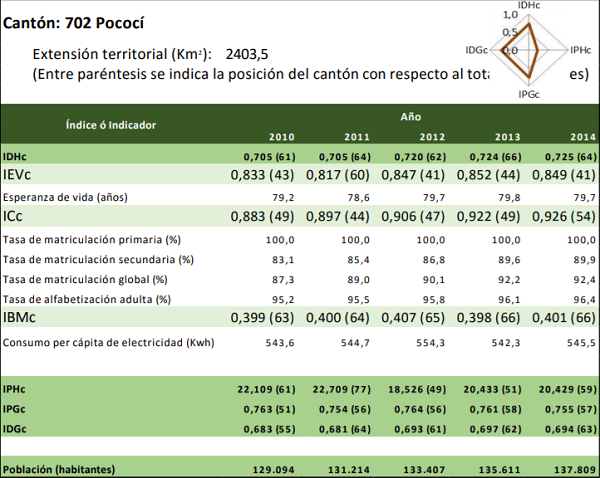 Cantón: 702 Pococí
Extensión territorial (Km²): 2403,5
(Entre paréntesis se indica la posición del cantón con respecto al tota es)
IDHc
1,0
0,5
0,0
IDGc
IPHc
IPGc
Índice ó Indicador Año
2010 2011 2012 2013 2014
IDHc 0,705 (61) 0,705 (64) 0,720 (62) 0,724 (66) 0,725 (64)
IEVc 0,833 (43) 0,817 (60) 0,847 (41) 0,852 (44) 0,849 (41)
Esperanza de vida (años) 79,2 78,6 79,7 79,8 79,7
ICc 0,883 (49) 0,897 (44) 0,906 (47) 0,922 (49) 0,926 (54)
Tasa de matriculación primaria (%) 100,0 100,0 100,0 100,0 100,0
Tasa de matriculación secundaria (%) 83,1 85,4 86,8 89,6 89,9
Tasa de matriculación global (%) 87,3 89,0 90,1 92,2 92,4
Tasa de alfabetización adulta (%) 95,2 95,5 95,8 96,1 96,4
IBMc 0,399 (63) 0,400 (64) 0,407 (65) 0,398 (66) 0,401 (66)
Consumo per cápita de electricidad (Kwh) 543,6 544,7 554,3 542,3 545,5
IPHc 22,109 (61) 22,709 (77) 18,526 (49) 20,433 (51) 20,429 (59)
IPGc 0,763 (51) 0,754 (56) 0,764 (56) 0,761 (58) 0,755 (57)
IDGc 0,683 (55) 0,681 (64) 0,693 (61) 0,697 (62) 0,694 (63)
Población (habitantes) 129.094 131.214 133.407 135.611 137.809